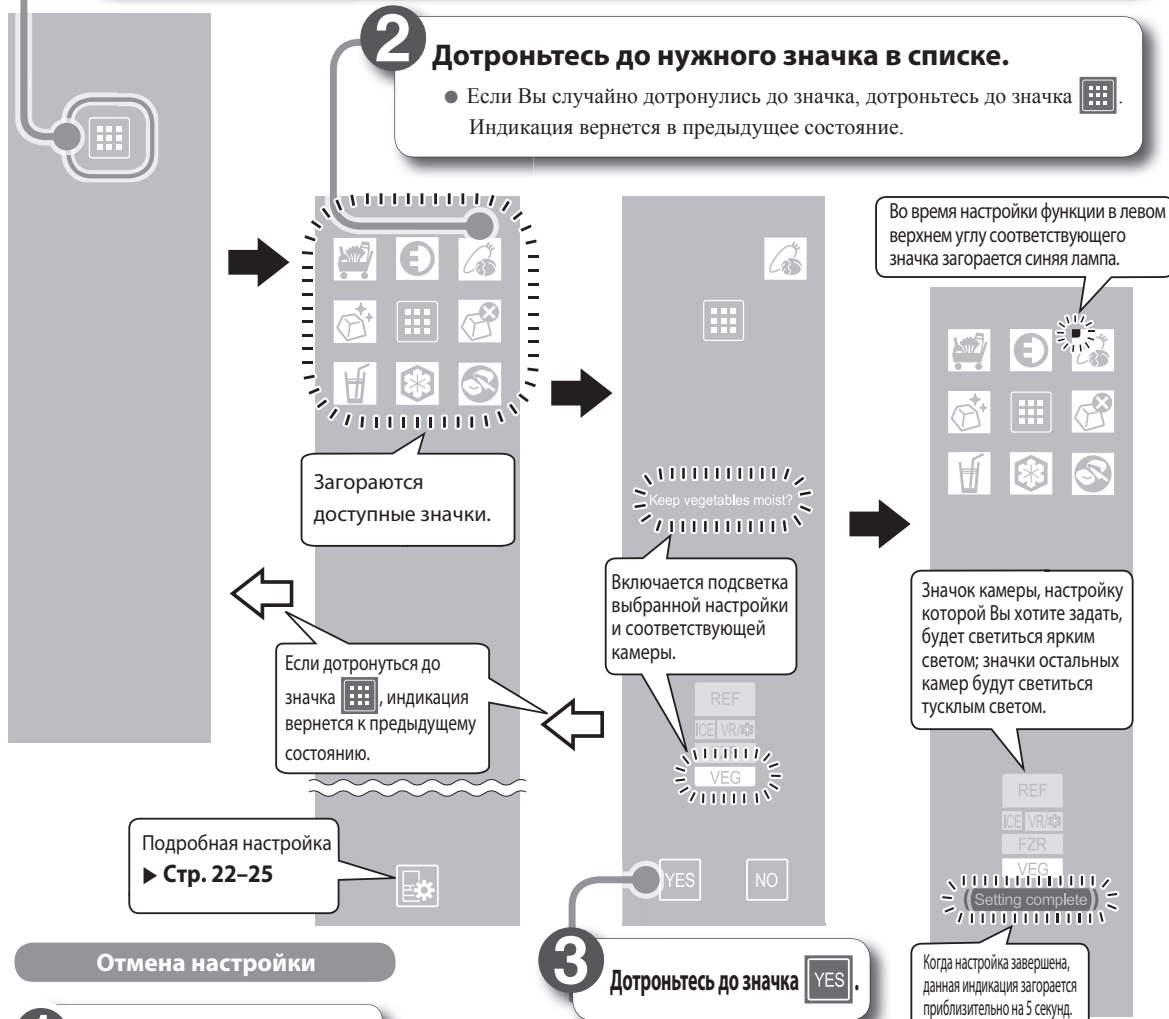 2
Дотроньтесь до нужного значка в списке.
● Если Вы случайно дотронулись до значка, дотроньтесь до значка .
Индикация вернется в предыдущее состояние.
Загораются
доступные значки.
Если дотронуться до
значка , индикация
вернется к предыдущему
состоянию.
Подробная настройка
▶ Стр. 22–25
Keep vegetables moist?
Включается подсветка
выбранной настройки
и соответствующей
камеры.
REF
ICE VR/
VEG
YES NO
3
Дотроньтесь до значка YES.
Во время настройки функции в левом
верхнем углу соответствующего
значка загорается синяя лампа.
Значок камеры, настройку
которой Вы хотите задать,
будет светиться ярким
светом; значки остальных
камер будут светиться
тусклым светом.
REF
ICE VR/
FZR
VEG
Setting complete
Когда настройка завершена,
данная индикация загорается
приблизительно на 5 секунд.
Отмена настройки